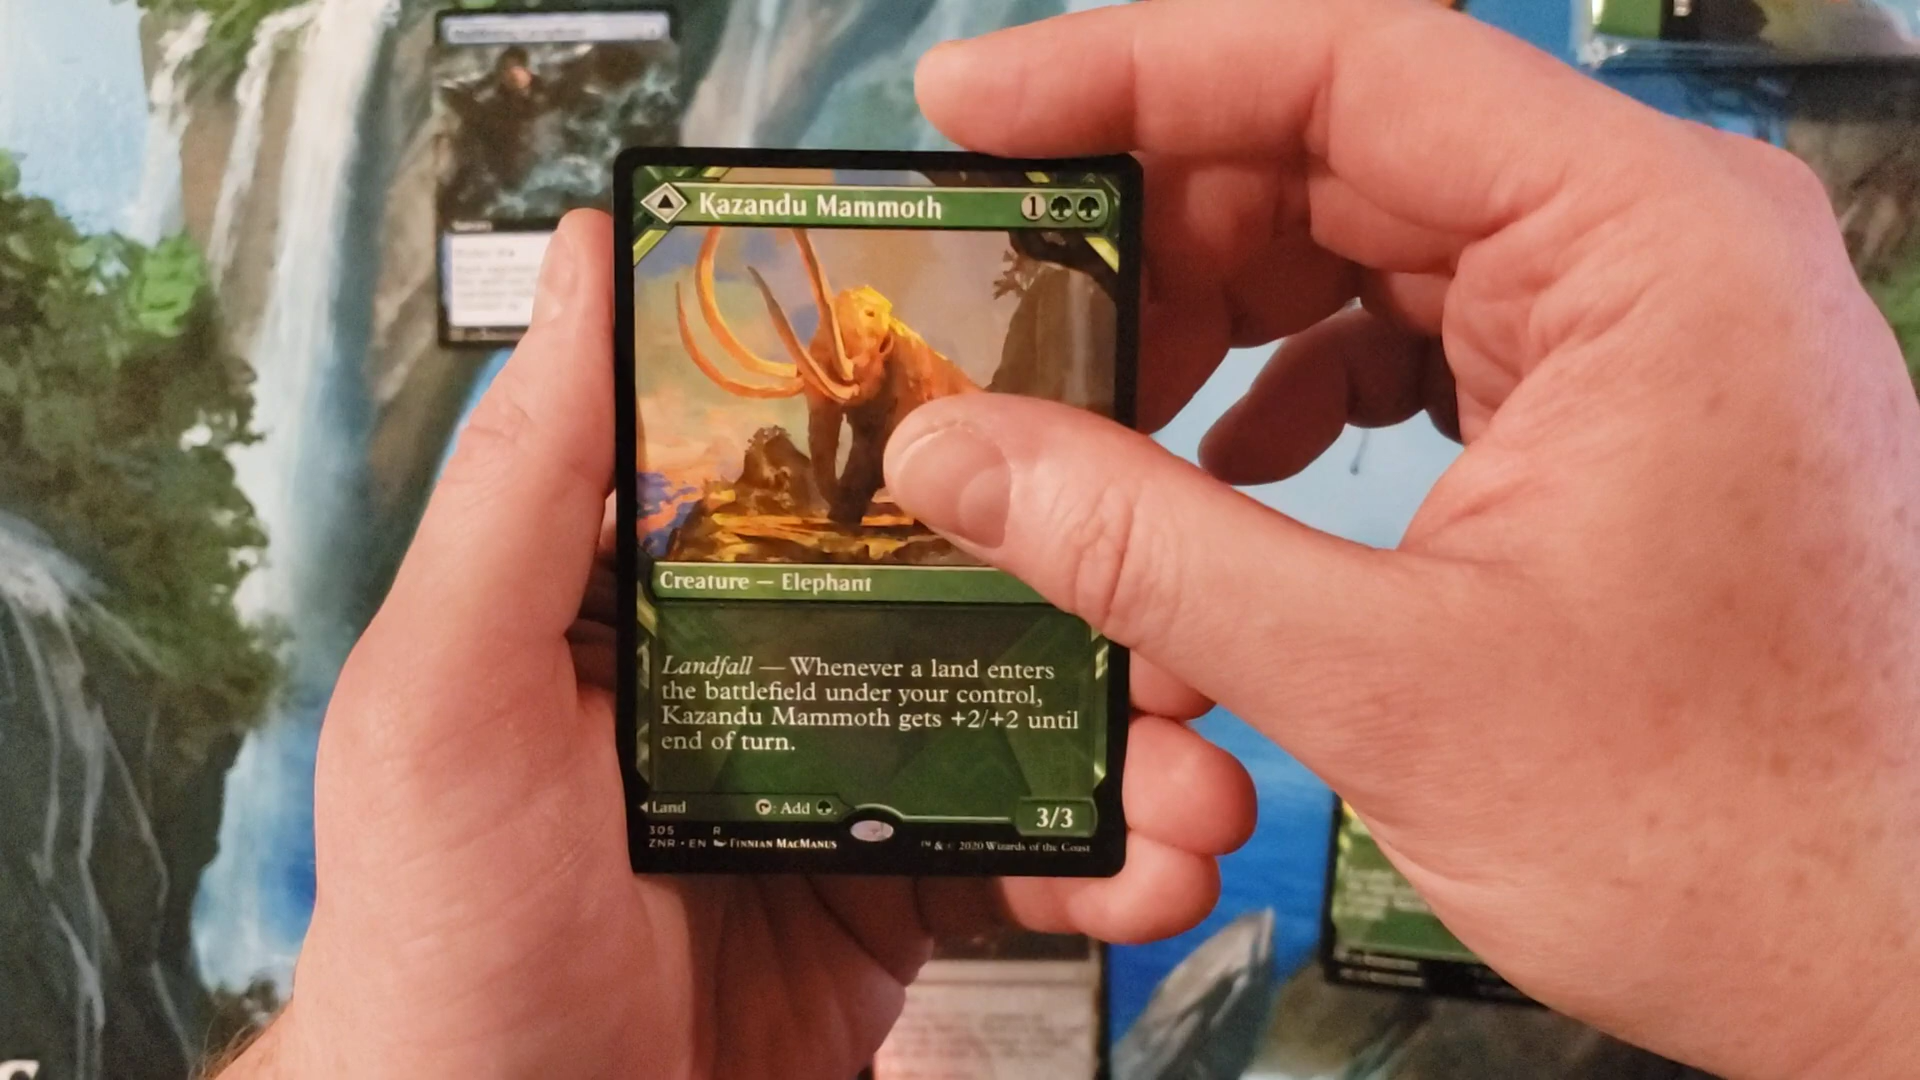 Kazandu Mammoth 1
Creature — Elephant
Landfall — Whenever a land enters
the battlefield under your control,
Kazandu Mammoth gets +2/+2 until
end of turn.
Land : Add .
3/3
305 R
ZNR • EN Finnian MacManus ™ & © 2020 Wizards of the Coast